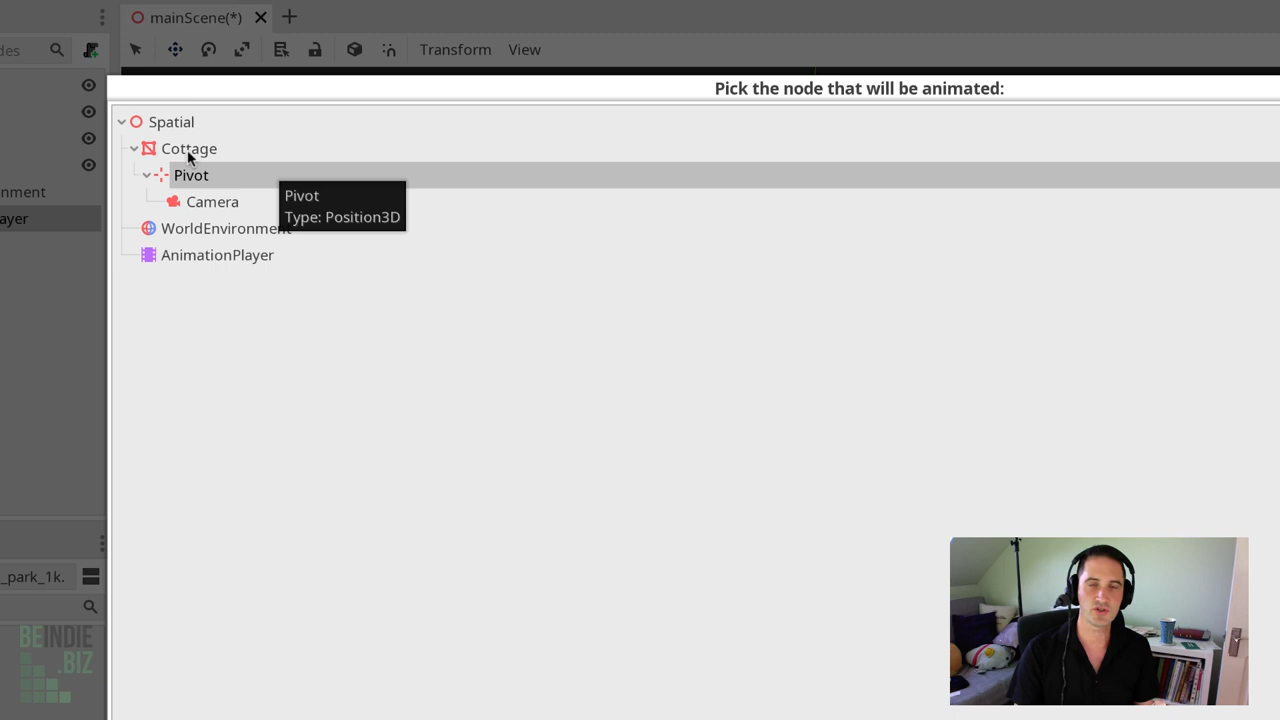 mainScene(*)
des
Transform View
Pick the node that will be animated:
Spatial
Cottage
Pivot
Pivot
Type: Position3D
Camera
nment
WorldEnvironment
ayer
AnimationPlayer
_park_1k.
BEINDIE
.BIZ